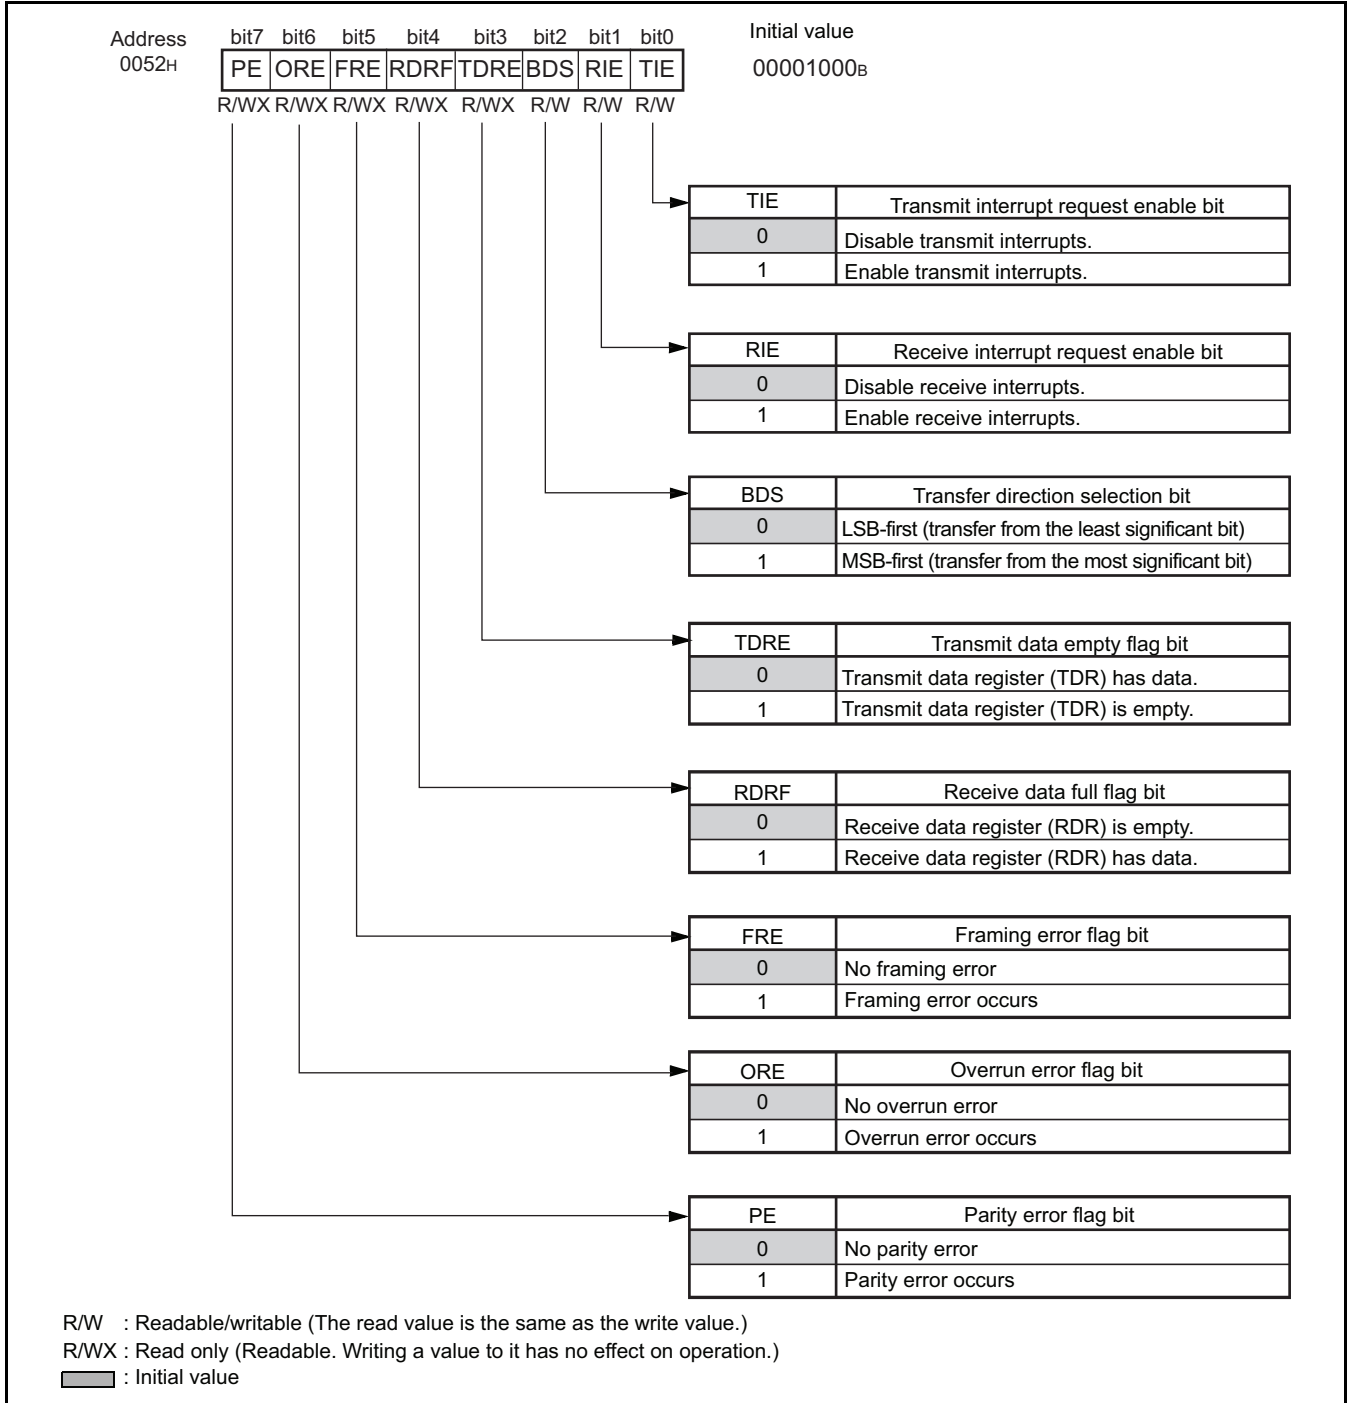 Address bit7 bit6 bit5 bit4 bit3 bit2 bit1 bit0 Initial value
0052H PE ORE FRE RDRF TDRE BDS RIE TIE 00001000B
R/WX R/WX R/WX R/WX R/WX R/W R/W R/W
TIE Transmit interrupt request enable bit
0 Disable transmit interrupts.
1 Enable transmit interrupts.
RIE Receive interrupt request enable bit
0 Disable receive interrupts.
1 Enable receive interrupts.
BDS Transfer direction selection bit
0 LSB-first (transfer from the least significant bit)
1 MSB-first (transfer from the most significant bit)
TDRE Transmit data empty flag bit
0 Transmit data register (TDR) has data.
1 Transmit data register (TDR) is empty.
RDRF Receive data full flag bit
0 Receive data register (RDR) is empty.
1 Receive data register (RDR) has data.
FRE Framing error flag bit
0 No framing error
1 Framing error occurs
ORE Overrun error flag bit
0 No overrun error
1 Overrun error occurs
PE Parity error flag bit
0 No parity error
1 Parity error occurs
R/W : Readable/writable (The read value is the same as the write value.)
R/WX : Read only (Readable. Writing a value to it has no effect on operation.)
: Initial value